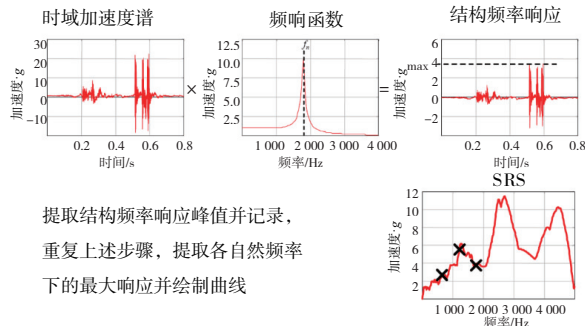 时域加速度谱
频响函数
结构频率响应
加速度·g
30
20
10
0
-10
0.2 0.4 0.6 0.8
时间/s
×
加速度·g
12.5
10.0
7.5
5.0
2.5
fn
1 000 2 000 3 000 4 000
频率/Hz
=
加速度·g
max
6
4
2
0
-2
0.2 0.4 0.6 0.8
时间/s
提取结构频率响应峰值并记录，
重复上述步骤，提取各自然频率
下的最大响应并绘制曲线
SRS
加速度·g
12
10
8
6
4
2
0
1 000 2 000 3 000 4 000
频率/Hz